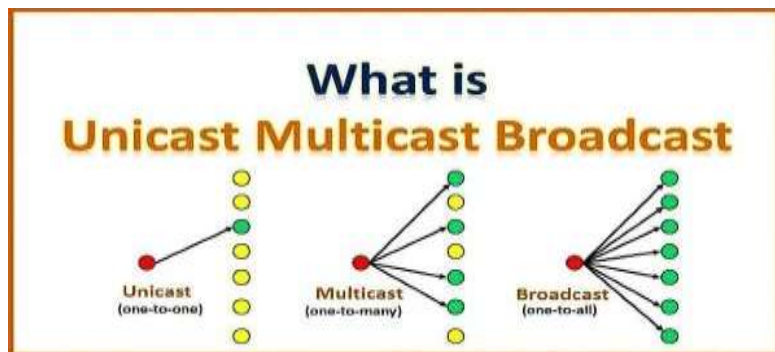 What is
Unicast Multicast Broadcast
Unicast
(one-to-one)
Multicast
(one-to-many)
Broadcast
(one-to-all)